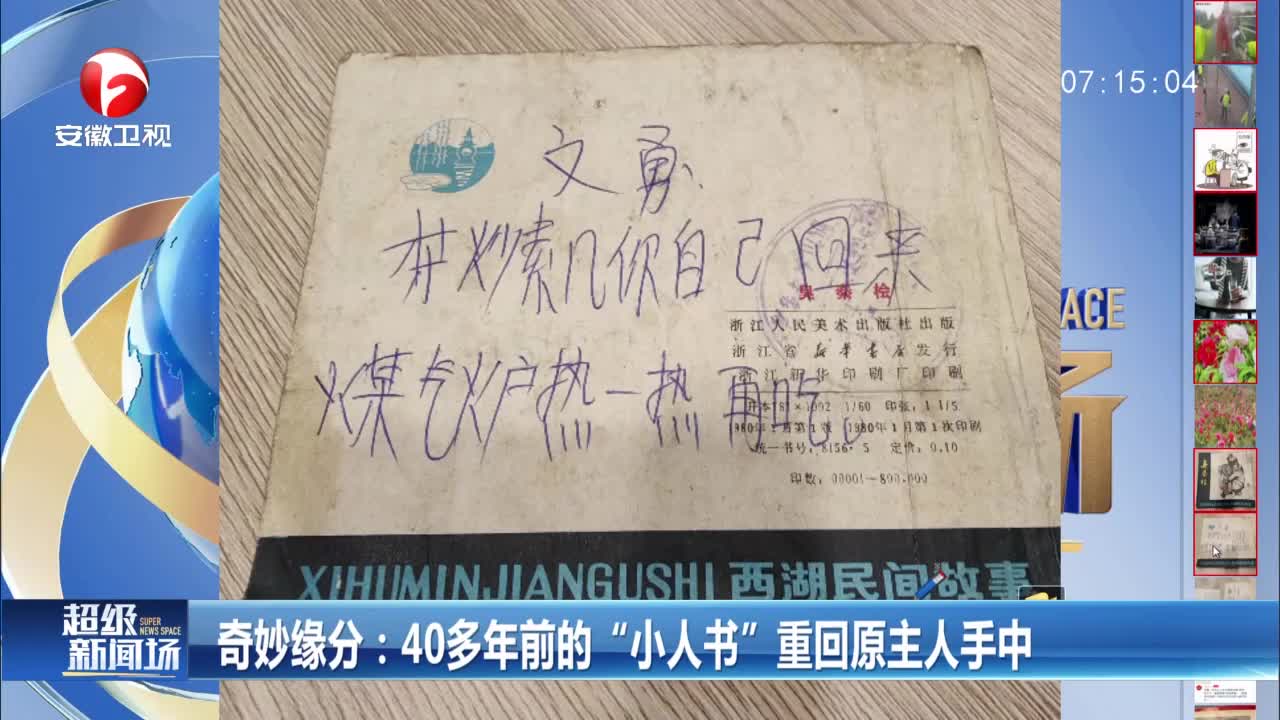 安徽卫视
07:15:04
文勇
水炒索几你自己回来
煤气炉热一热再吃。
吴秦桧
浙江人民美术出版社出版
浙江省新华书店发行
浙江新华印刷厂印刷
开本787×1092 1/60 印张:1 1/5
1980年1月第1版 1980年1月第1次印刷
统一书号:8156·5 定价:0.10
印数:00001—800,000
XIHUMINJIANGUSHI 西湖民间故事
ACE
超级
SUPER
NEWS SPACE
新闻场
奇妙缘分：40多年前的“小人书”重回原主人手中